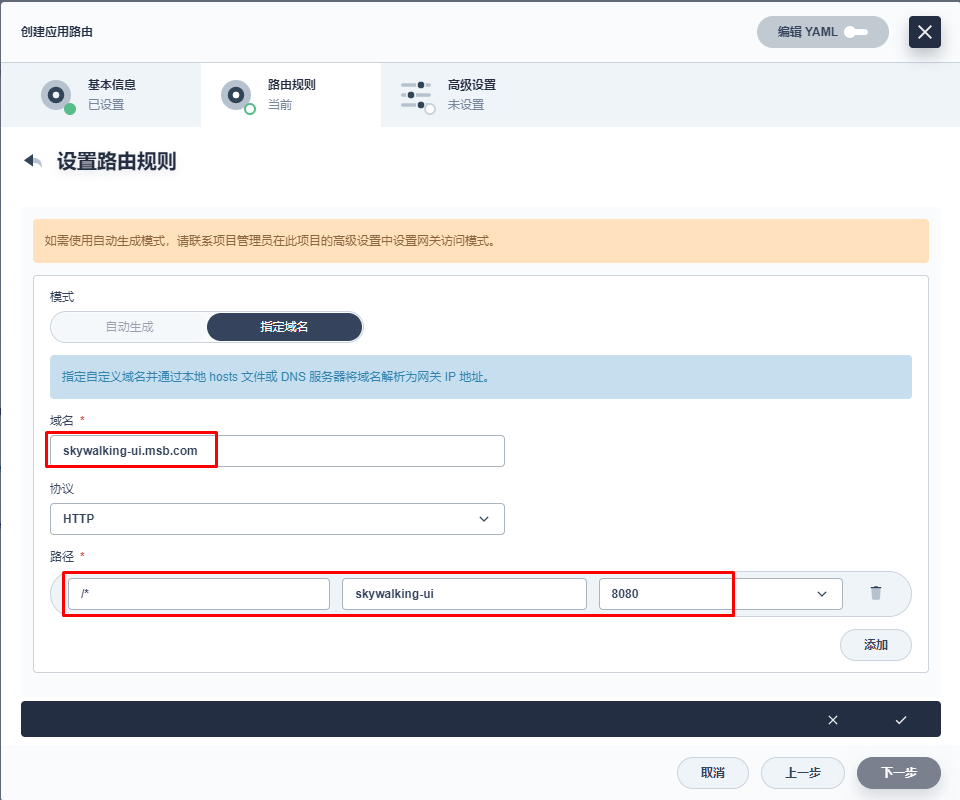 创建应用路由
编辑 YAML
基本信息
已设置
路由规则
当前
高级设置
未设置
设置路由规则
如需使用自动生成模式，请联系项目管理员在此项目的高级设置中设置网关访问模式。
模式
自动生成
指定域名
指定自定义域名并通过本地 hosts 文件或 DNS 服务器将域名解析为网关 IP 地址。
域名 *
skywalking-ui.msb.com
协议
HTTP
路径 *
/*
skywalking-ui
8080
添加
取消
上一步
下一步